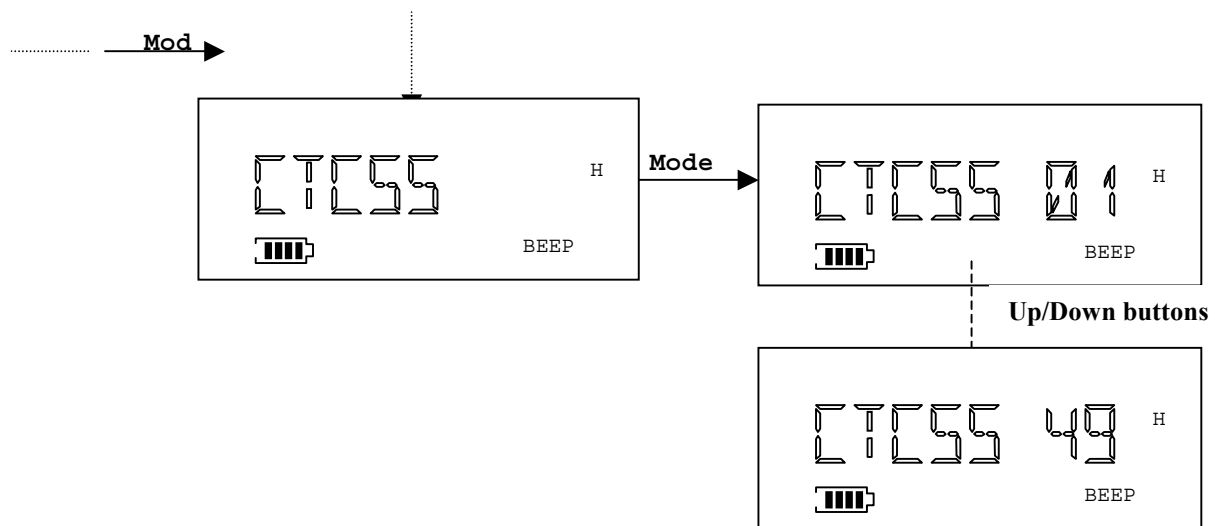 Mod
CTCSS H
BEEP
Mode
CTCSS 01 H
BEEP
Up/Down buttons
CTCSS 49 H
BEEP